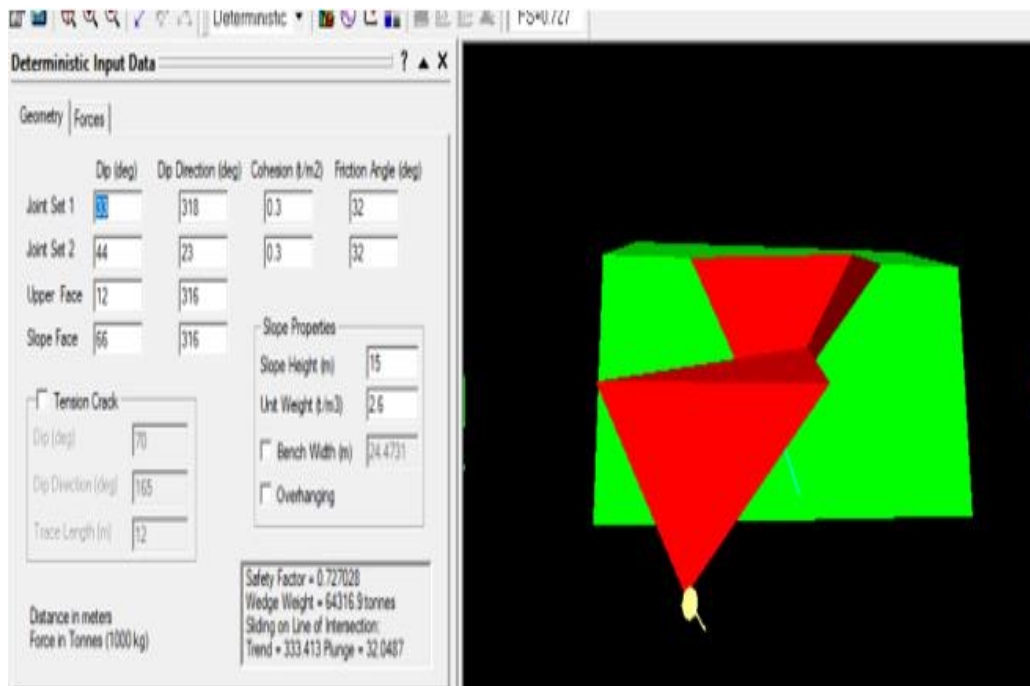 Deterministic FS=0.727
Deterministic Input Data ? ▲ X
Geometry Forces
Dip (deg) Dip Direction (deg) Cohesion (t/m2) Friction Angle (deg)
Joint Set 1 33 318 0.3 32
Joint Set 2 44 23 0.3 32
Upper Face 12 316
Slope Face 66 316
Slope Properties
Slope Height (m) 15
Unit Weight (t/m3) 2.6
Bench Width (m) 24.4731
Overhanging
Tension Crack
Dip (deg) 70
Dip Direction (deg) 165
Trace Length (m) 12
Distance in meters
Force in Tonnes (1000 kg)
Safety Factor = 0.727028
Wedge Weight = 64316.9 tonnes
Sliding on Line of Intersection:
Trend = 333.413 Plunge = 32.0487